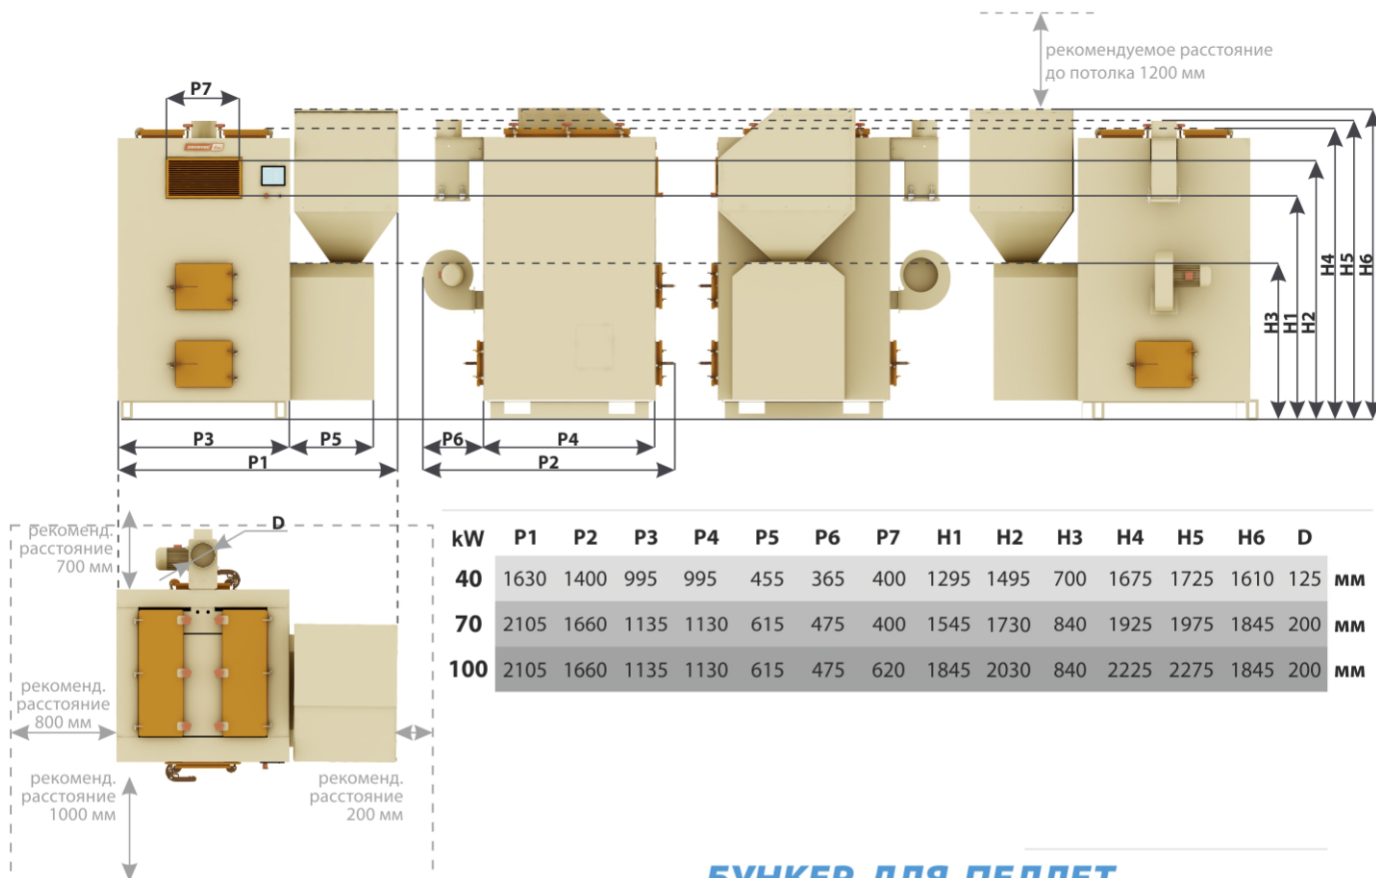 рекомендуемое расстояние
до потолка 1200 мм
P7
H3
H1
H2
H4
H5
H6
P3
P5
P1
P6
P4
P2
рекоменд.
расстояние
700 мм
D
рекоменд.
расстояние
800 мм
рекоменд.
расстояние
1000 мм
рекоменд.
расстояние
200 мм
kW P1 P2 P3 P4 P5 P6 P7 H1 H2 H3 H4 H5 H6 D
40 1630 1400 995 995 455 365 400 1295 1495 700 1675 1725 1610 125 мм
70 2105 1660 1135 1130 615 475 400 1545 1730 840 1925 1975 1845 200 мм
100 2105 1660 1135 1130 615 475 620 1845 2030 840 2225 2275 1845 200 мм
БУНКЕР ДЛЯ ПЕЛЛЕТ